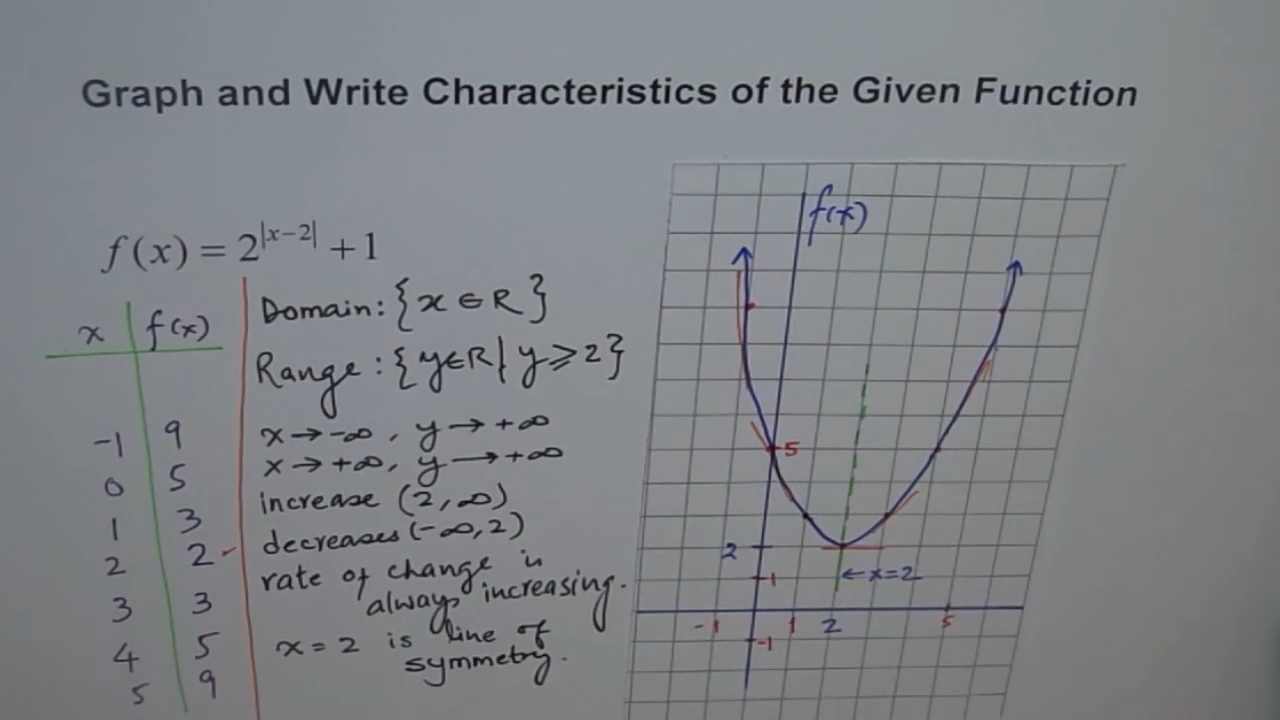 Graph and Write Characteristics of the Given Function
f(x) = 2^|x−2| + 1
x f(x)
-1 9
0 5
1 3
2 2
3 3
4 5
5 9
Domain: {x ∈ R}
Range: {y∈R | y ⩾ 2}
x → -∞, y → +∞
x → +∞, y → +∞
increase (2, ∞)
decreases (-∞, 2)
rate of change is
always increasing.
x = 2 is line of
symmetry.
f(x)
5
2
1
← x=2
-1 1 2 5
-1